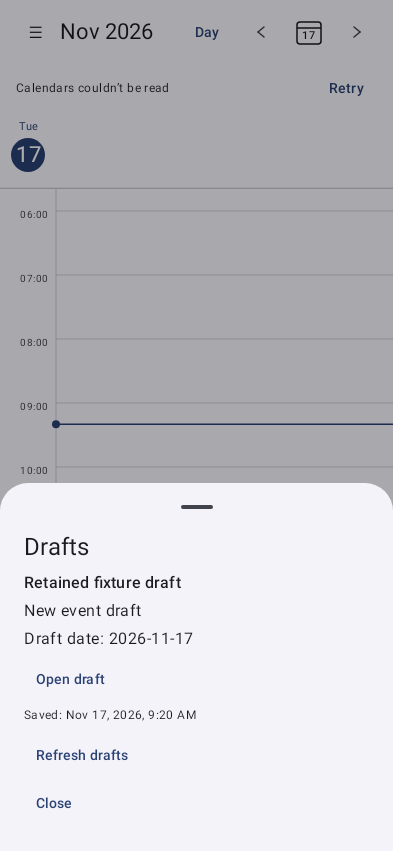 Nov 2026
Day
17
Calendars couldn't be read
Retry
Tue
17
06:00
07:00
08:00
09:00
10:00
Drafts
Retained fixture draft
New event draft
Draft date: 2026-11-17
Open draft
Saved: Nov 17, 2026, 9:20 AM
Refresh drafts
Close